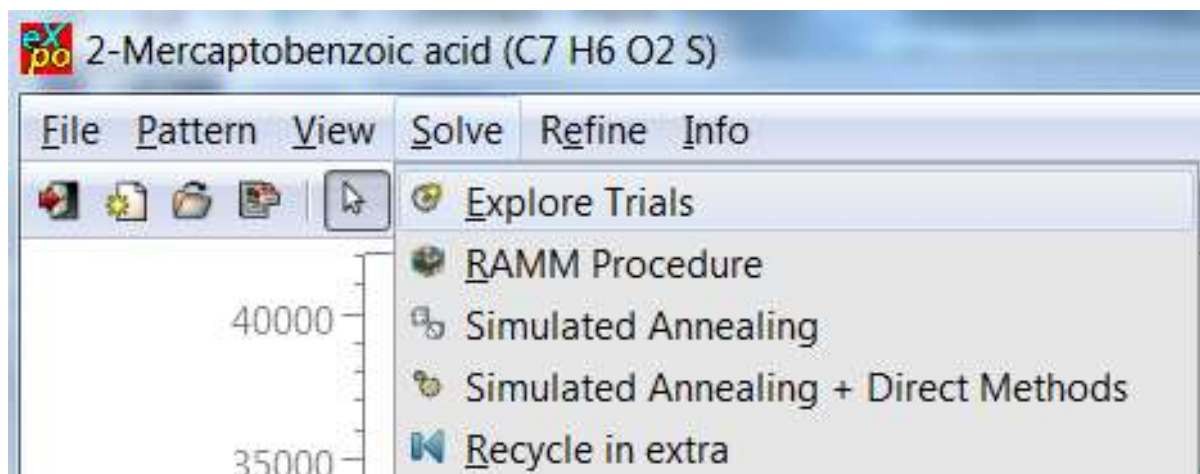 eXpo 2-Mercaptobenzoic acid (C7 H6 O2 S)
File Pattern View Solve Refine Info
Explore Trials
RAMM Procedure
40000
Simulated Annealing
Simulated Annealing + Direct Methods
35000
Recycle in extra